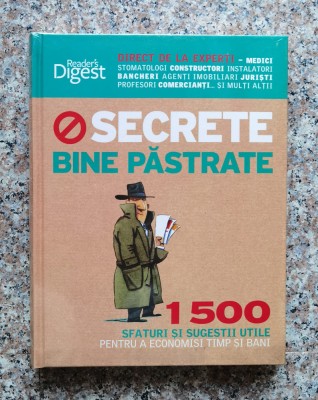 Reader's
Digest
DIRECT DE LA EXPERȚI – MEDICI
STOMATOLOGI CONSTRUCTORI INSTALATORI
BANCHERI AGENȚI IMOBILIARI JURIȘTI
PROFESORI COMERCIANȚI... ȘI MULȚI ALȚII
SECRETE
BINE PĂSTRATE
1 500
SFATURI ȘI SUGESTII UTILE
PENTRU A ECONOMISI TIMP ȘI BANI